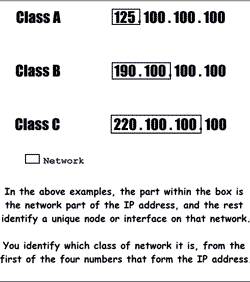 Class A 125.100.100.100
Class B 190.100.100.100
Class C 220.100.100.100
Network
In the above examples, the part within the box is
the network part of the IP address, and the rest
identify a unique node or interface on that network.
You identify which class of network it is, from the
first of the four numbers that form the IP address.